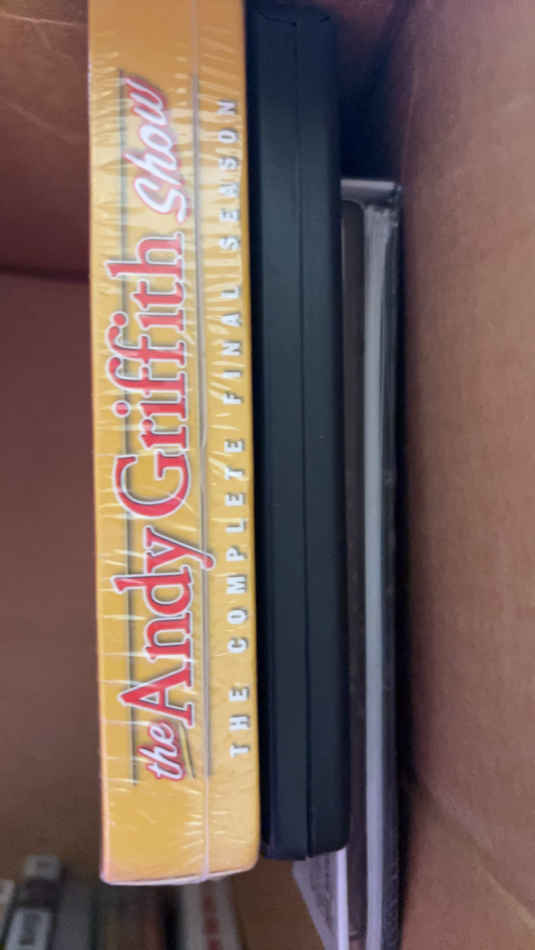 the Andy Griffith show
THE COMPLETE FINAL SEASON